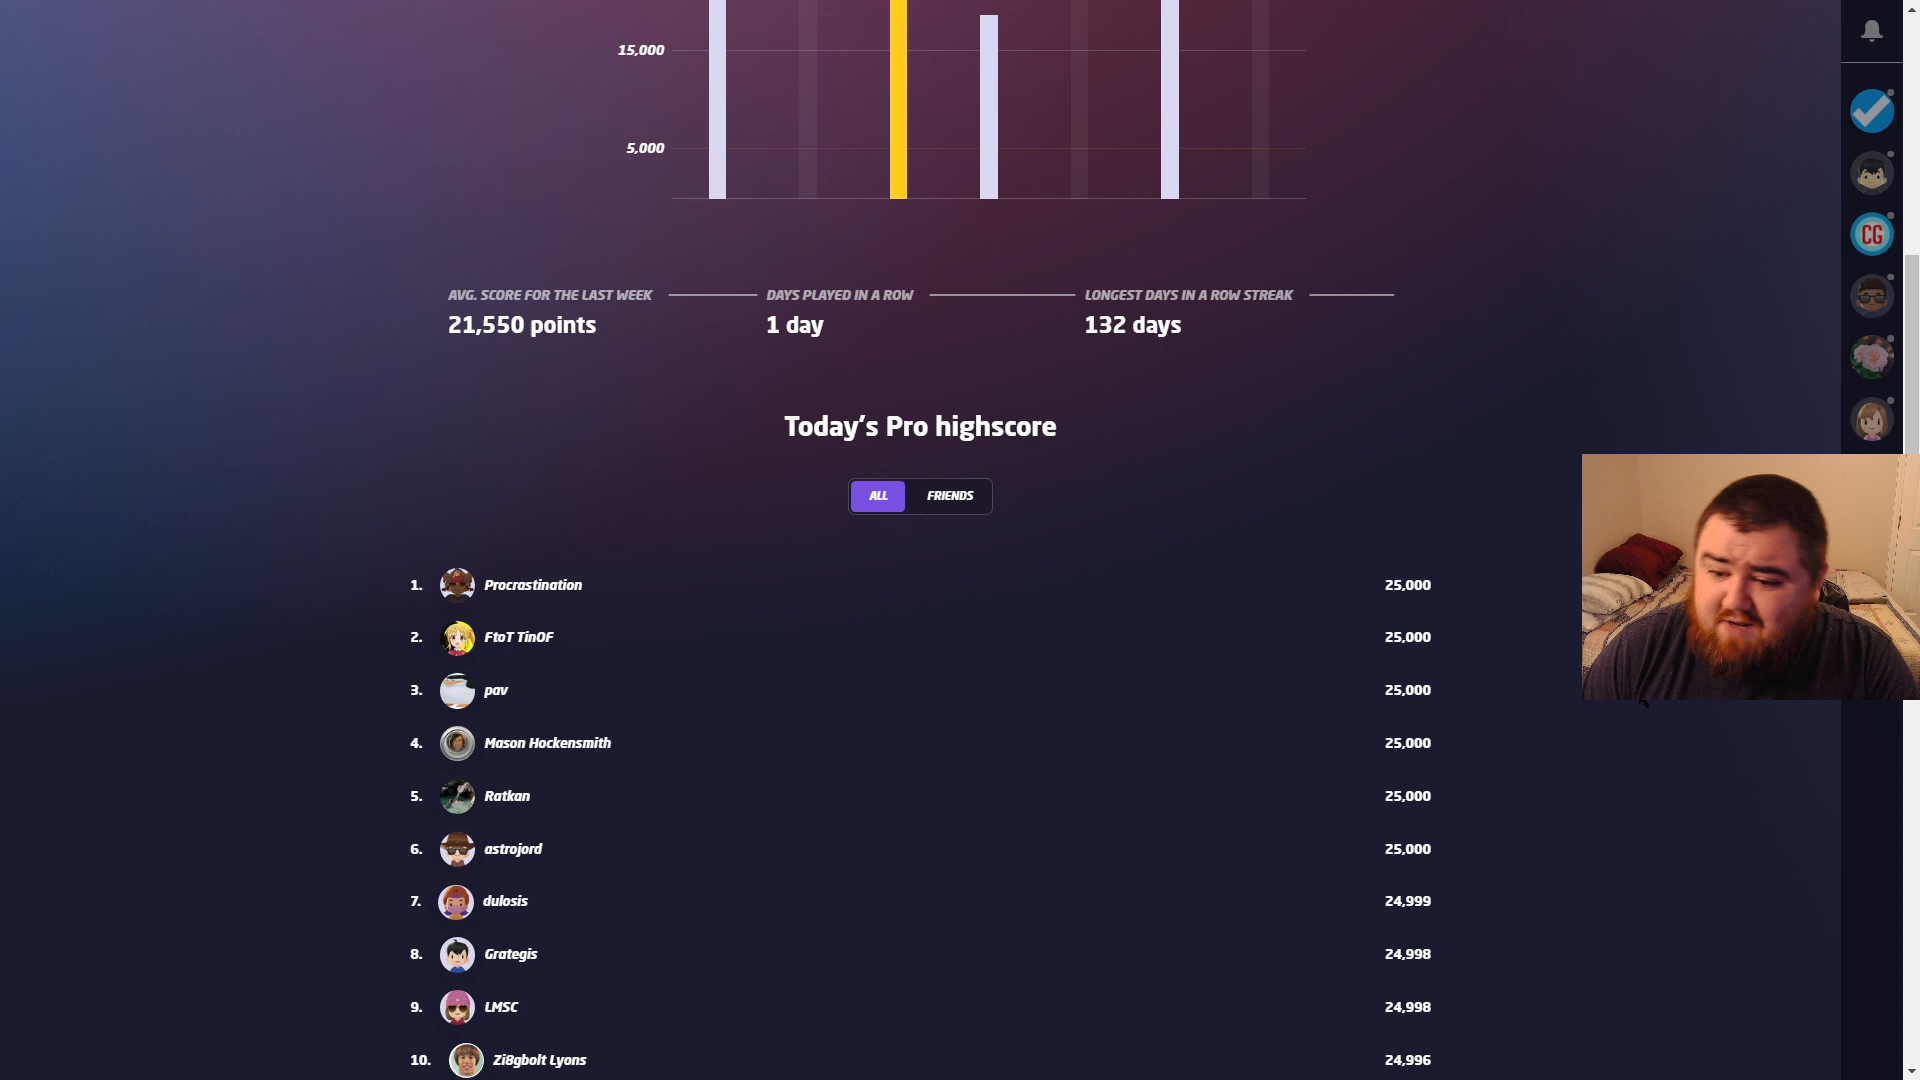 15,000
5,000
AVG. SCORE FOR THE LAST WEEK
21,550 points
DAYS PLAYED IN A ROW
1 day
LONGEST DAYS IN A ROW STREAK
132 days
Today's Pro highscore
ALL FRIENDS
1. Procrastination 25,000
2. FtoT TinOF 25,000
3. pav 25,000
4. Mason Hockensmith 25,000
5. Ratkan 25,000
6. astrojord 25,000
7. dulosis 24,999
8. Grategis 24,998
9. LMSC 24,998
10. Zi8gbolt Lyons 24,996
CG